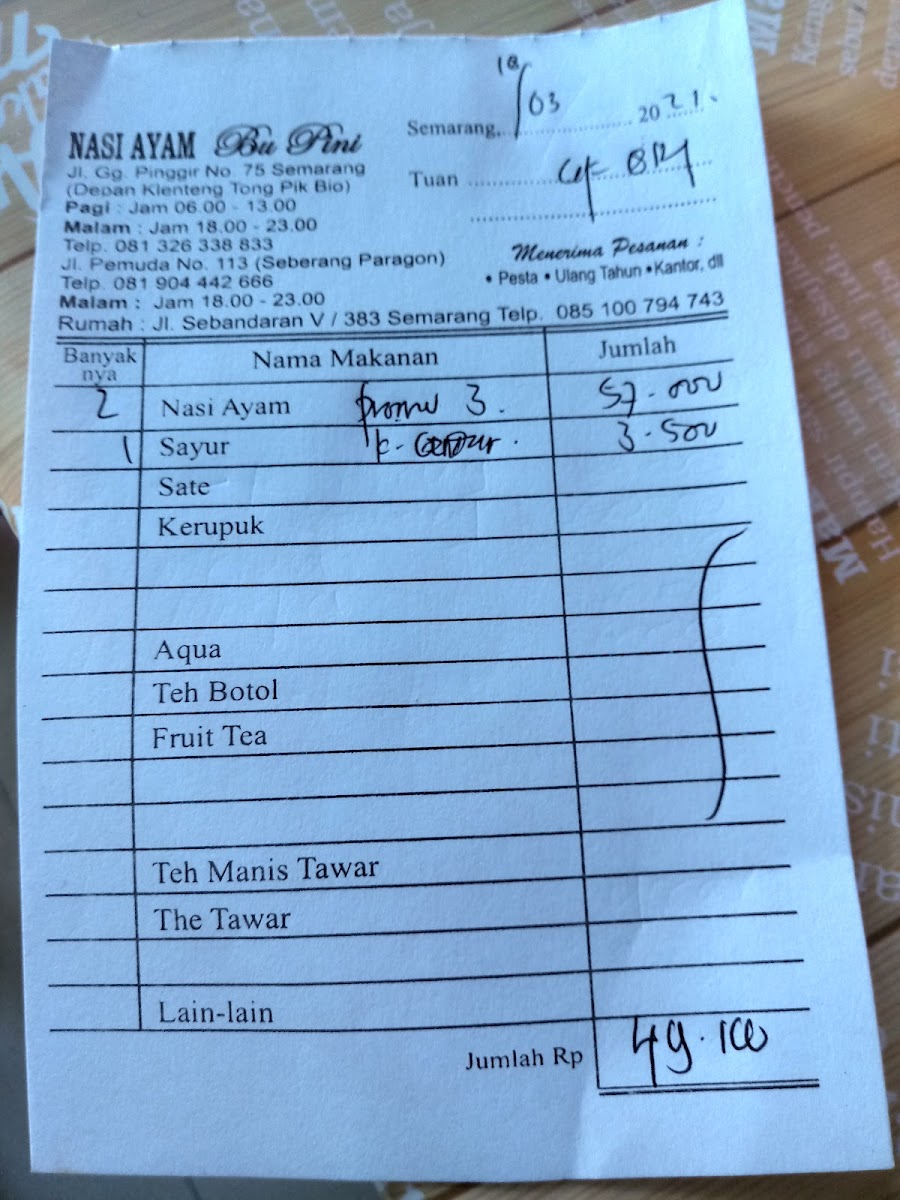 18/03 2021.
Semarang,
NASI AYAM Bu Pini
Jl. Gg. Pinggir No. 75 Semarang
(Depan Klenteng Tong Pik Bio)
Pagi : Jam 06.00 - 13.00
Malam : Jam 18.00 - 23.00
Telp. 081 326 338 833
Jl. Pemuda No. 113 (Seberang Paragon)
Telp. 081 904 442 666
Malam : Jam 18.00 - 23.00
Rumah : Jl. Sebandaran V / 383 Semarang Telp. 085 100 794 743
Tuan
Menerima Pesanan :
• Pesta • Ulang Tahun • Kantor, dll
Banyak nya Nama Makanan Jumlah
2 Nasi Ayam promo 3. 57.000
1 Sayur 3.500
Sate
Kerupuk
Aqua
Teh Botol
Fruit Tea
Teh Manis Tawar
The Tawar
Lain-lain
Jumlah Rp 49.100